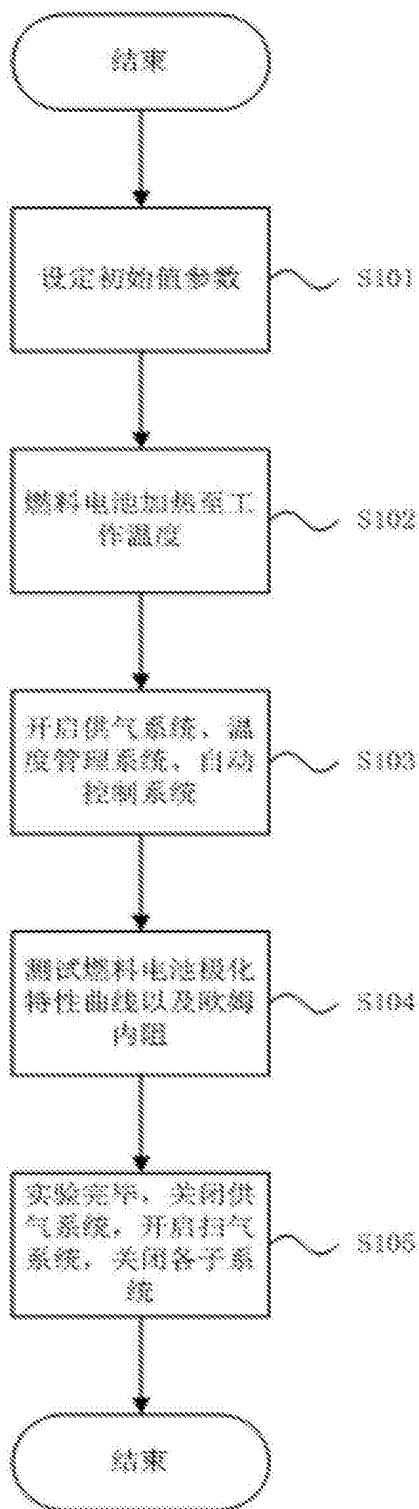 结束
设定初始值参数
S101
燃料电池加热至工
作温度
S102
开启供气系统、温
度管理系统、自动
控制系统
S103
测试燃料电池极化
特性曲线以及欧姆
内阻
S104
实验完毕，关闭供
气系统，开启扫气
系统，关闭各子系
统
S105
结束